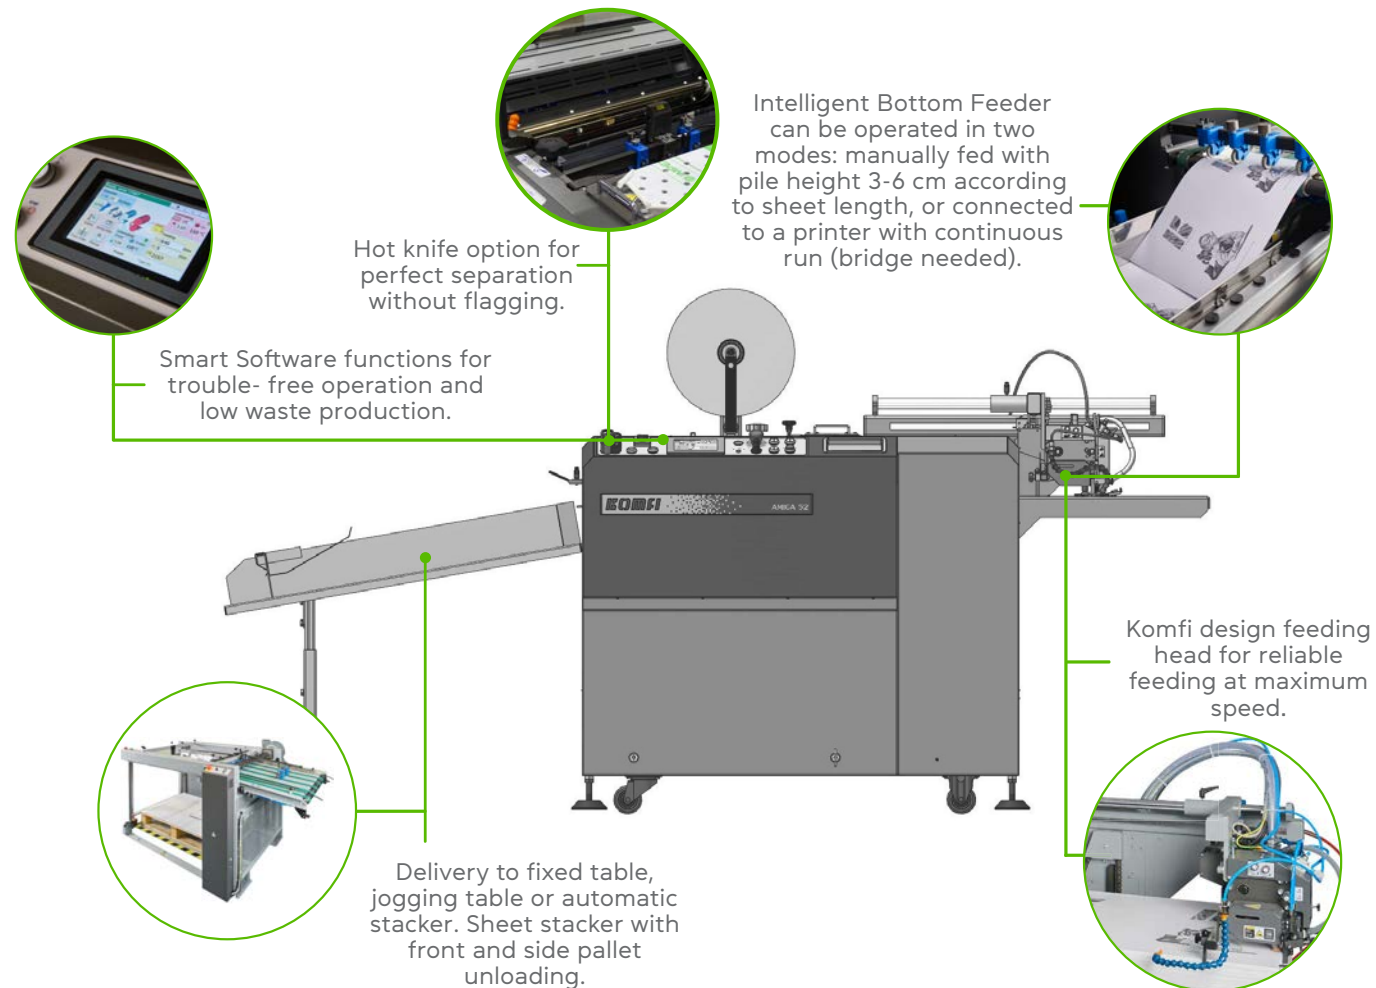 Intelligent Bottom Feeder
can be operated in two
modes: manually fed with
pile height 3-6 cm according
to sheet length, or connected
to a printer with continuous
run (bridge needed).
Hot knife option for
perfect separation
without flagging.
Smart Software functions for
trouble- free operation and
low waste production.
KOMFI
AMIGA 52
Komfi design feeding
head for reliable
feeding at maximum
speed.
Delivery to fixed table,
jogging table or automatic
stacker. Sheet stacker with
front and side pallet
unloading.